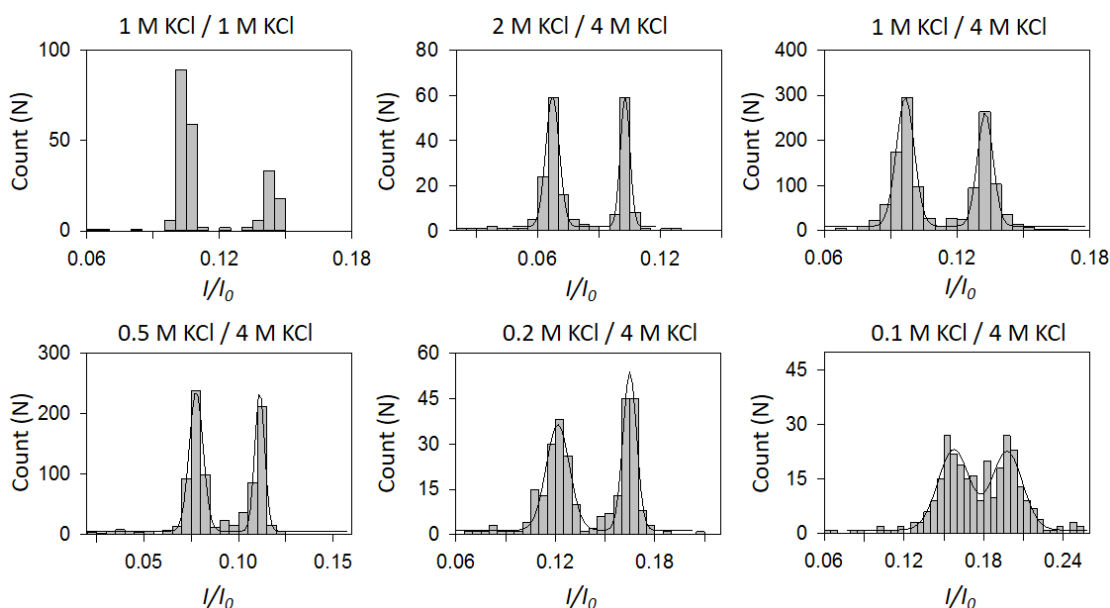 1 M KCl / 1 M KCl
2 M KCl / 4 M KCl
1 M KCl / 4 M KCl
100
50
0
Count (N)
0.06
0.12
0.18
I/I0
80
60
40
20
0
Count (N)
0.06
0.12
I/I0
400
300
200
100
0
Count (N)
0.06
0.12
0.18
I/I0
0.5 M KCl / 4 M KCl
0.2 M KCl / 4 M KCl
0.1 M KCl / 4 M KCl
300
200
100
0
Count (N)
0.05
0.10
0.15
I/I0
60
45
30
15
0
Count (N)
0.06
0.12
0.18
I/I0
45
30
15
0
Count (N)
0.06
0.12
0.18
0.24
I/I0